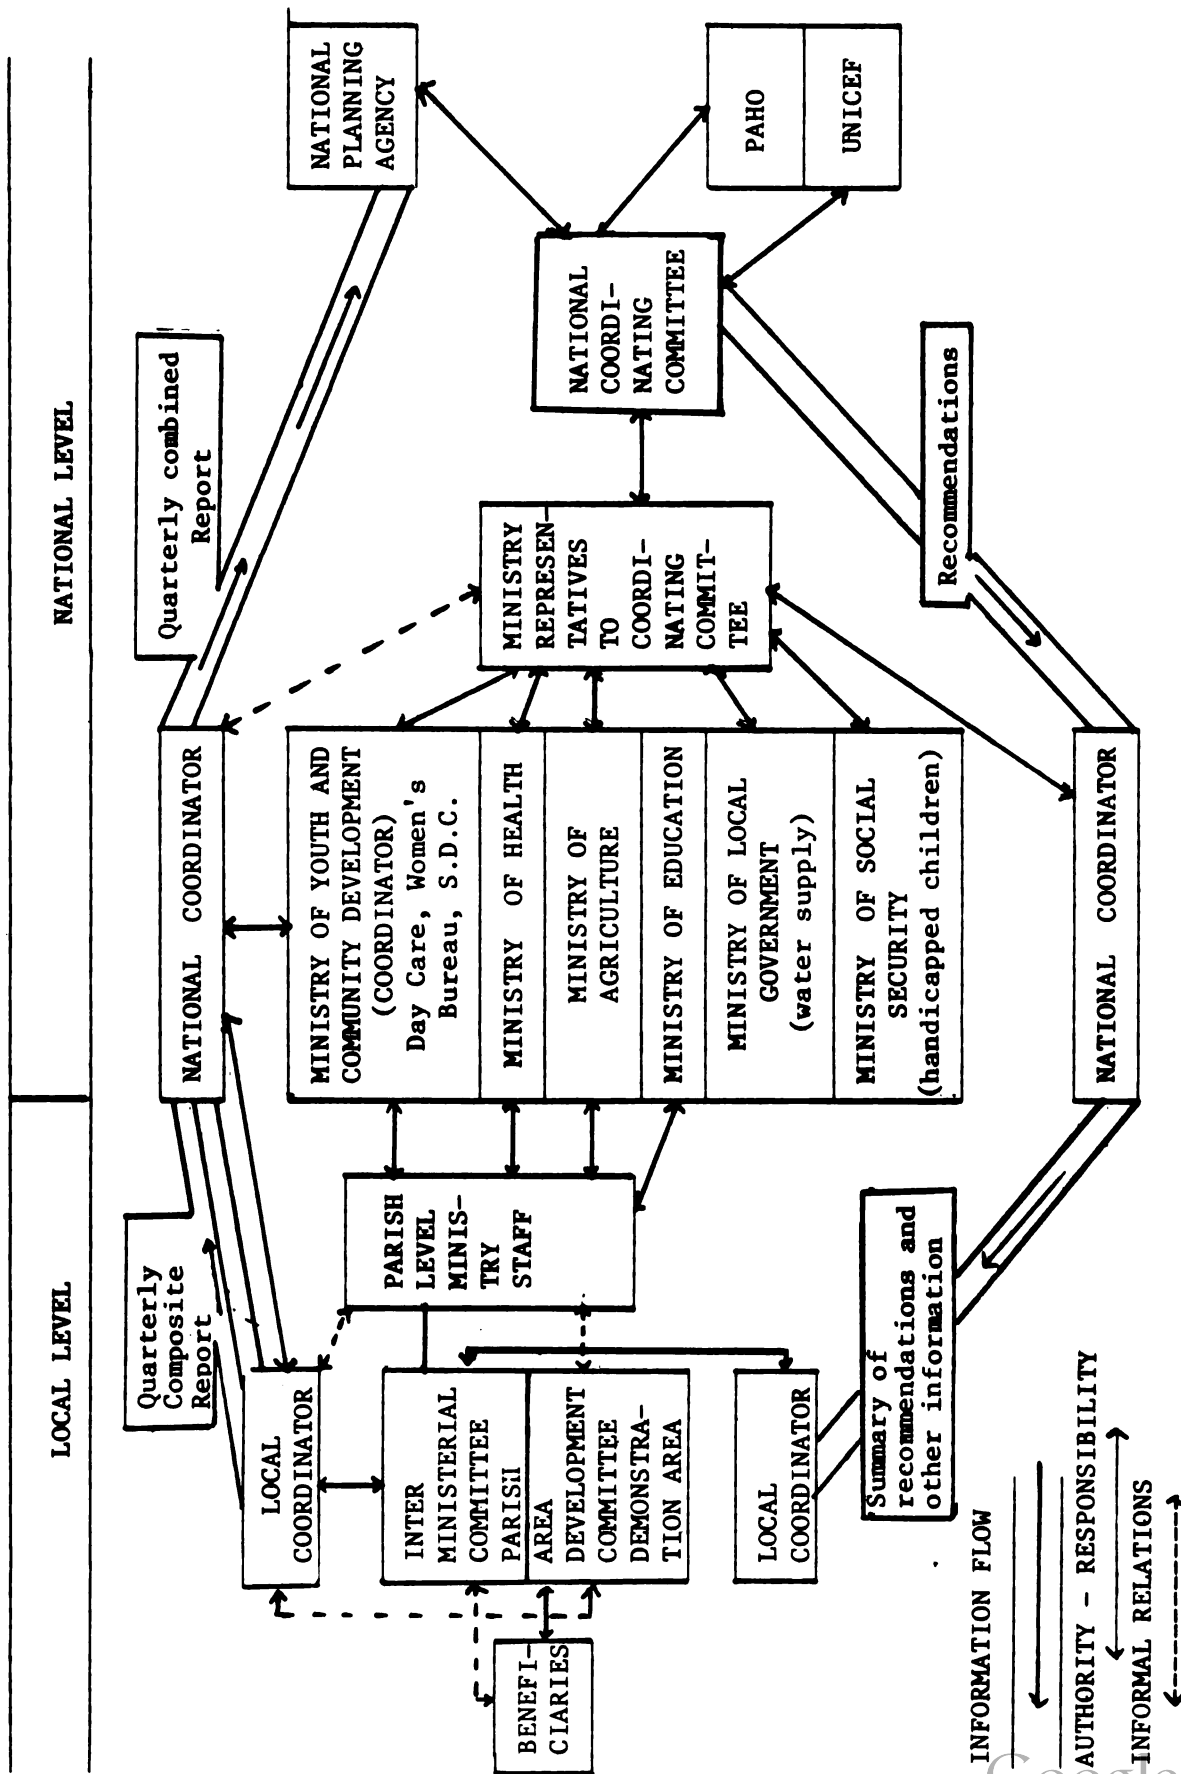 LOCAL LEVEL
NATIONAL LEVEL
Quarterly
Composite
Report
Quarterly combined
Report
NATIONAL COORDINATOR
NATIONAL
PLANNING
AGENCY
LOCAL
COORDINATOR
PARISH
LEVEL
MINIS-
TRY
STAFF
MINISTRY OF YOUTH AND
COMMUNITY DEVELOPMENT
(COORDINATOR)
Day Care, Women's
Bureau, S.D.C.
MINISTRY OF HEALTH
MINISTRY OF
AGRICULTURE
MINISTRY OF EDUCATION
MINISTRY OF LOCAL
GOVERNMENT
(water supply)
MINISTRY OF SOCIAL
SECURITY
(handicapped children)
MINISTRY
REPRESEN-
TATIVES
TO
COORDI-
NATING
COMMIT-
TEE
NATIONAL
COORDI-
NATING
COMMITTEE
PAHO
UNICEF
BENEFI-
CIARIES
INTER
MINISTERIAL
COMMITTEE
PARISH
AREA
DEVELOPMENT
COMMITTEE
DEMONSTRA-
TION AREA
LOCAL
COORDINATOR
Summary of
recommendations and
other information
NATIONAL COORDINATOR
Recommendations
INFORMATION FLOW
AUTHORITY - RESPONSIBILITY
INFORMAL RELATIONS
Google